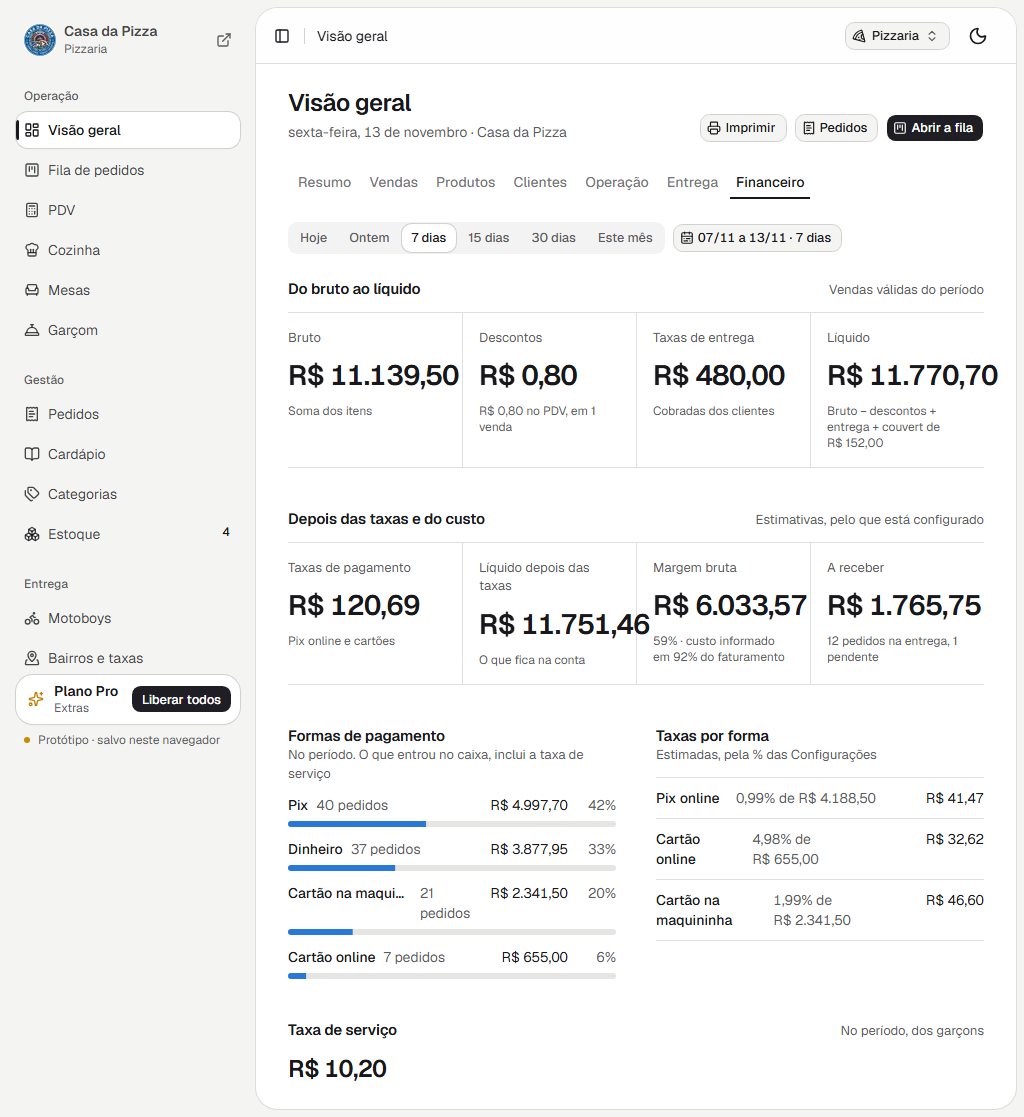 Casa da Pizza
Pizzaria
Operação
Visão geral
Fila de pedidos
PDV
Cozinha
Mesas
Garçom
Gestão
Pedidos
Cardápio
Categorias
Estoque 4
Entrega
Motoboys
Bairros e taxas
Plano Pro
Extras
Liberar todos
Protótipo · salvo neste navegador
Visão geral
Pizzaria
Visão geral
sexta-feira, 13 de novembro · Casa da Pizza
Imprimir Pedidos Abrir a fila
Resumo Vendas Produtos Clientes Operação Entrega Financeiro
Hoje Ontem 7 dias 15 dias 30 dias Este mês 07/11 a 13/11 · 7 dias
Do bruto ao líquido Vendas válidas do período
Bruto
R$ 11.139,50
Soma dos itens
Descontos
R$ 0,80
R$ 0,80 no PDV, em 1
venda
Taxas de entrega
R$ 480,00
Cobradas dos clientes
Líquido
R$ 11.770,70
Bruto – descontos +
entrega + couvert de
R$ 152,00
Depois das taxas e do custo Estimativas, pelo que está configurado
Taxas de pagamento
R$ 120,69
Pix online e cartões
Líquido depois das
taxas
R$ 11.751,46
O que fica na conta
Margem bruta
R$ 6.033,57
59% · custo informado
em 92% do faturamento
A receber
R$ 1.765,75
12 pedidos na entrega, 1
pendente
Formas de pagamento
No período. O que entrou no caixa, inclui a taxa de
serviço
Pix 40 pedidos R$ 4.997,70 42%
Dinheiro 37 pedidos R$ 3.877,95 33%
Cartão na maqui... 21 R$ 2.341,50 20%
pedidos
Cartão online 7 pedidos R$ 655,00 6%
Taxas por forma
Estimadas, pela % das Configurações
Pix online 0,99% de R$ 4.188,50 R$ 41,47
Cartão 4,98% de R$ 32,62
online R$ 655,00
Cartão na 1,99% de R$ 46,60
maquininha R$ 2.341,50
Taxa de serviço No período, dos garçons
R$ 10,20